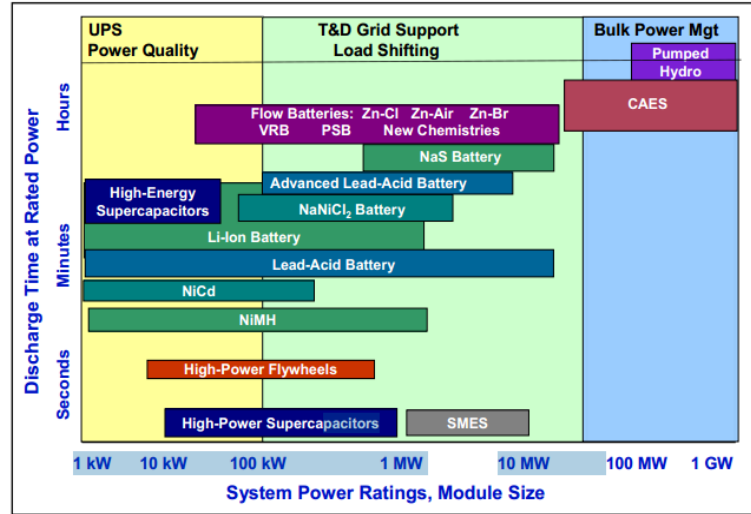 UPS
Power Quality
T&D Grid Support
Load Shifting
Bulk Power Mgt
Pumped
Hydro
CAES
Flow Batteries: Zn-Cl Zn-Air Zn-Br
VRB PSB New Chemistries
NaS Battery
Advanced Lead-Acid Battery
High-Energy
Supercapacitors
NaNiCl₂ Battery
Li-Ion Battery
Lead-Acid Battery
NiCd
NiMH
High-Power Flywheels
High-Power Supercapacitors
SMES
Discharge Time at Rated Power
Hours
Minutes
Seconds
1 kW 10 kW 100 kW 1 MW 10 MW 100 MW 1 GW
System Power Ratings, Module Size